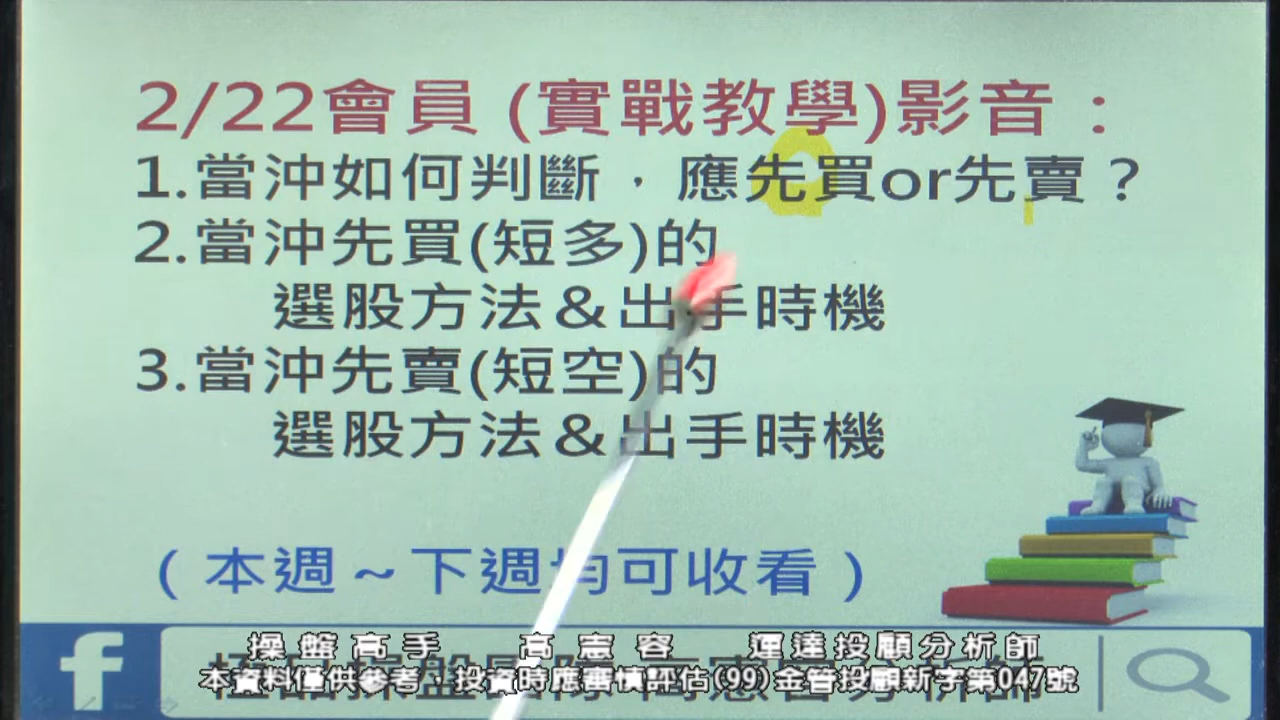 2/22會員 (實戰教學)影音：
1.當沖如何判斷，應先買or先賣？
2.當沖先買(短多)的
選股方法＆出手時機
3.當沖先賣(短空)的
選股方法＆出手時機
（本週～下週均可收看）
操盤高手 高憲容 運達投顧分析師
本資料僅供參考，投資時應審慎評估(99)金管投顧新字第047號